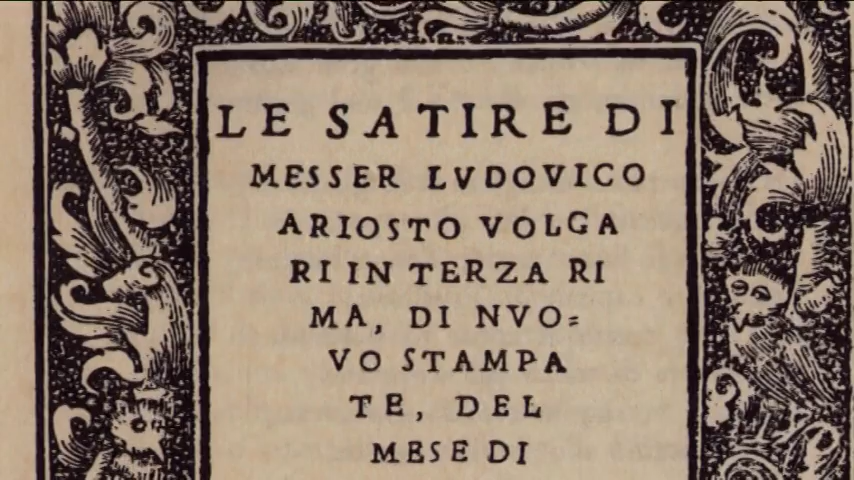 LE SATIRE DI
MESSER LVDOVICO
ARIOSTO VOLGA
RI IN TERZA RI
MA, DI NVO=
VO STAMPA
TE, DEL
MESE DI